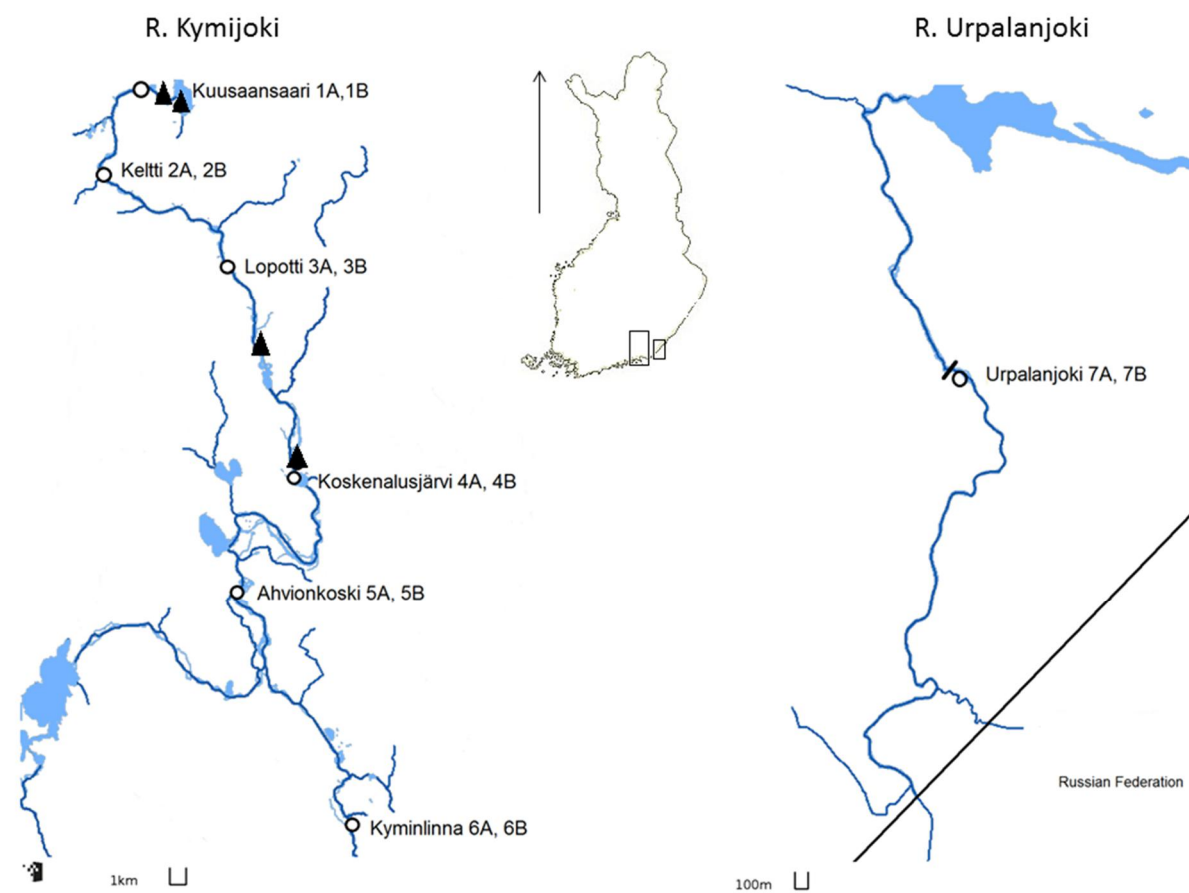 R. Kymijoki
R. Urpalanjoki
Kuusaansaari 1A,1B
Keltti 2A, 2B
Lopotti 3A, 3B
Koskenalusjärvi 4A, 4B
Ahvionkoski 5A, 5B
Kyminlinna 6A, 6B
1km
Urpalanjoki 7A, 7B
Russian Federation
100m